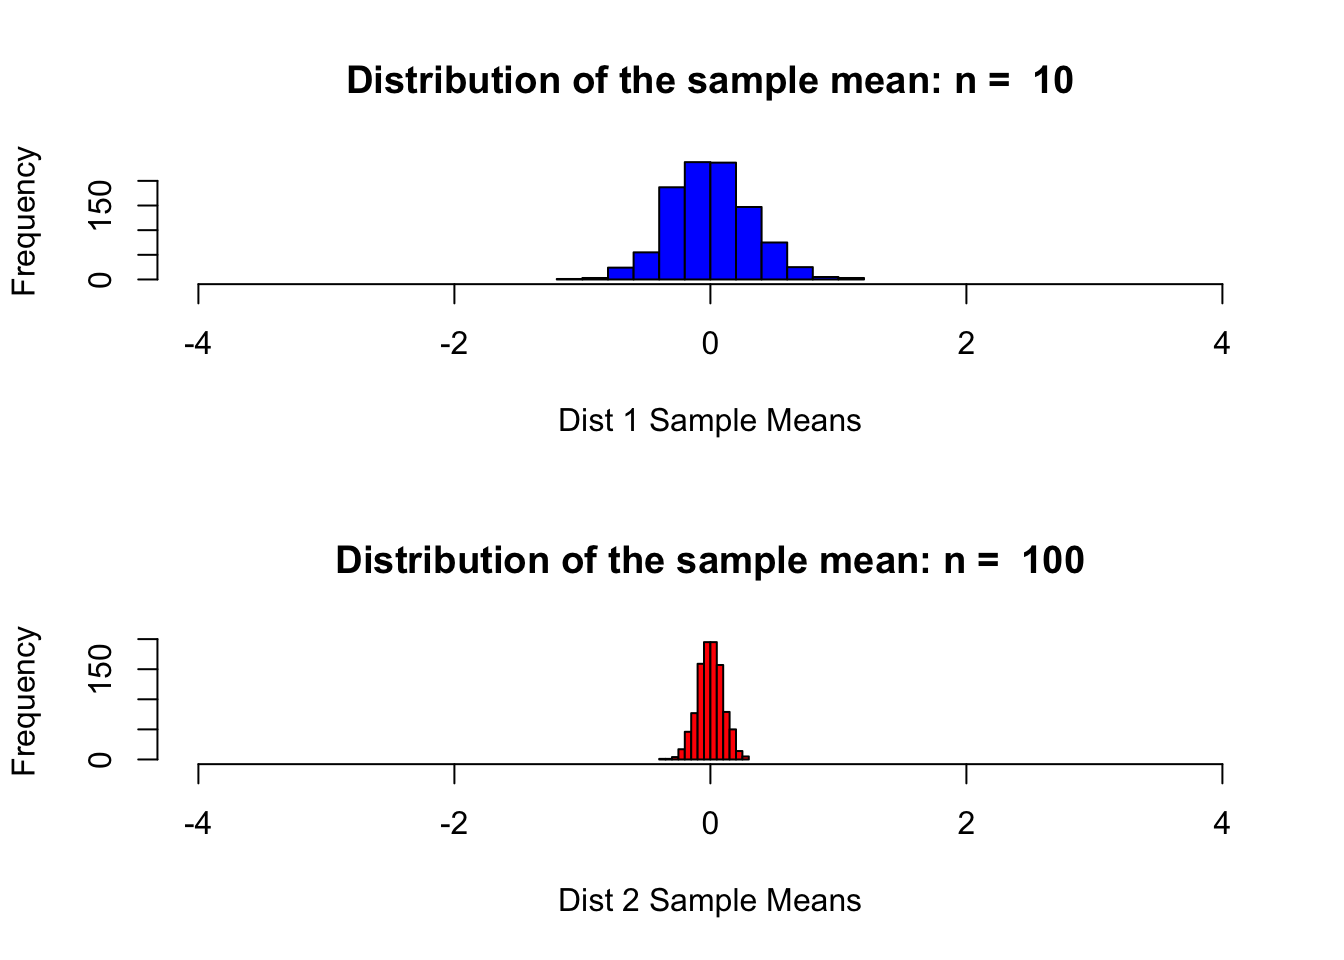 Distribution of the sample mean: n =  10
Frequency
150
0
-4 -2 0 2 4
Dist 1 Sample Means
Distribution of the sample mean: n =  100
Frequency
150
0
-4 -2 0 2 4
Dist 2 Sample Means